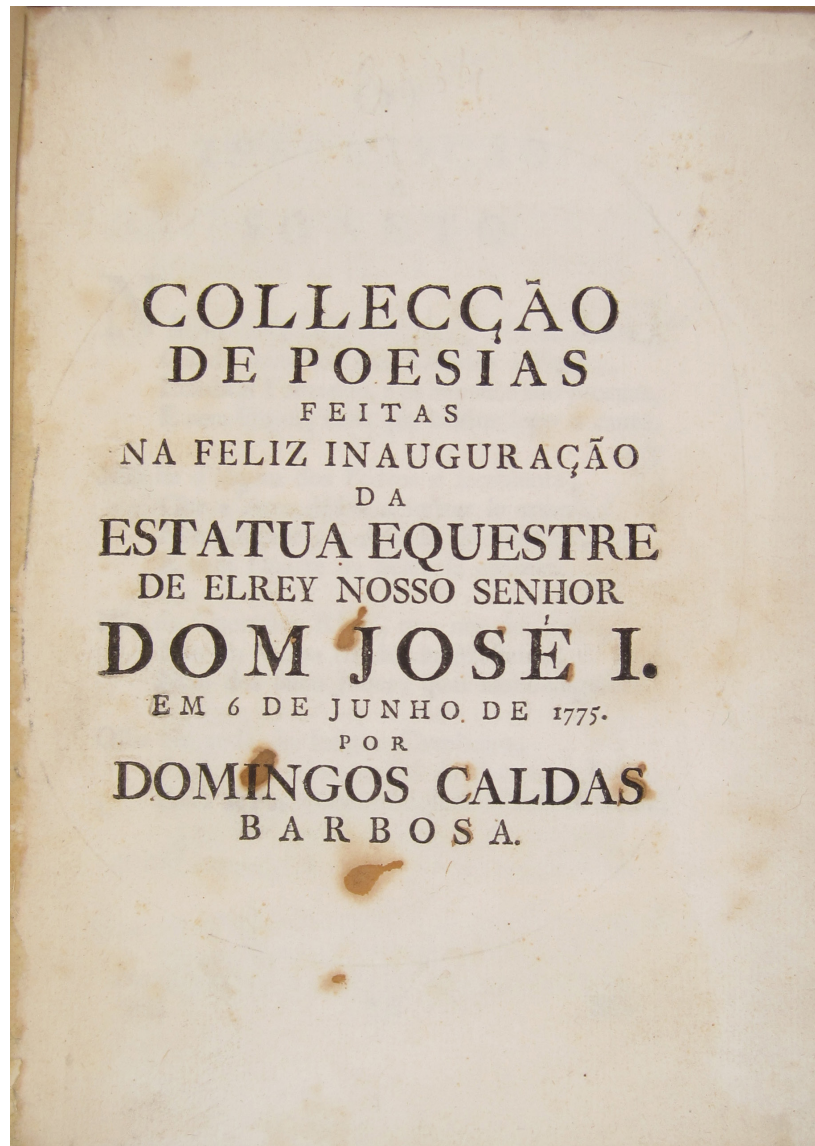 COLLECÇÃO
DE POESIAS
FEITAS
NA FELIZ INAUGURAÇÃO
DA
ESTATUA EQUESTRE
DE ELREY NOSSO SENHOR
DOM JOSÉ I.
EM 6 DE JUNHO DE 1775.
POR
DOMINGOS CALDAS
BARBOSA.